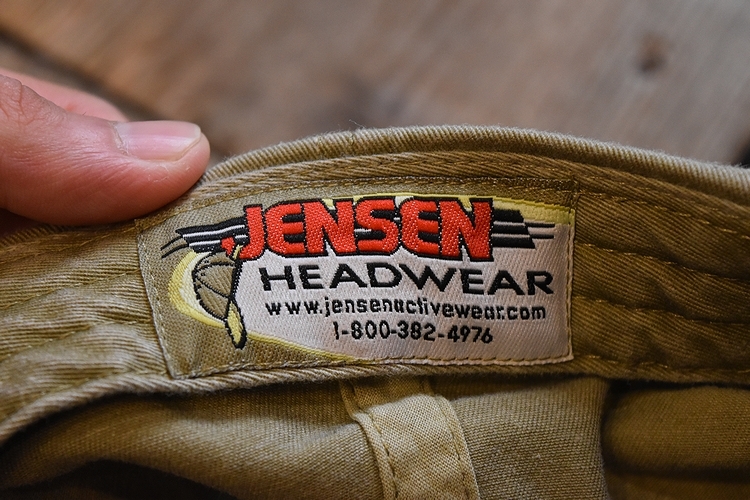 JENSEN
HEADWEAR
www.jensenactivewear.com
1-800-382-4976